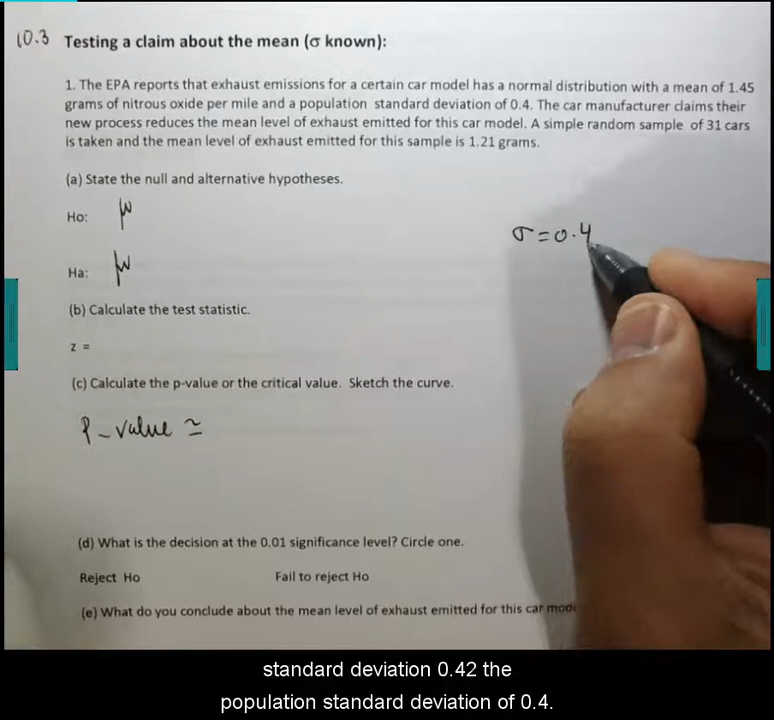 10.3 Testing a claim about the mean (σ known):
1. The EPA reports that exhaust emissions for a certain car model has a normal distribution with a mean of 1.45
grams of nitrous oxide per mile and a population standard deviation of 0.4. The car manufacturer claims their
new process reduces the mean level of exhaust emitted for this car model. A simple random sample of 31 cars
is taken and the mean level of exhaust emitted for this sample is 1.21 grams.
(a) State the null and alternative hypotheses.
Ho: μ
σ = 0.4
Ha: μ
(b) Calculate the test statistic.
z =
(c) Calculate the p-value or the critical value. Sketch the curve.
P-value ≃
(d) What is the decision at the 0.01 significance level? Circle one.
Reject Ho Fail to reject Ho
(e) What do you conclude about the mean level of exhaust emitted for this car
standard deviation 0.42 the
population standard deviation of 0.4.